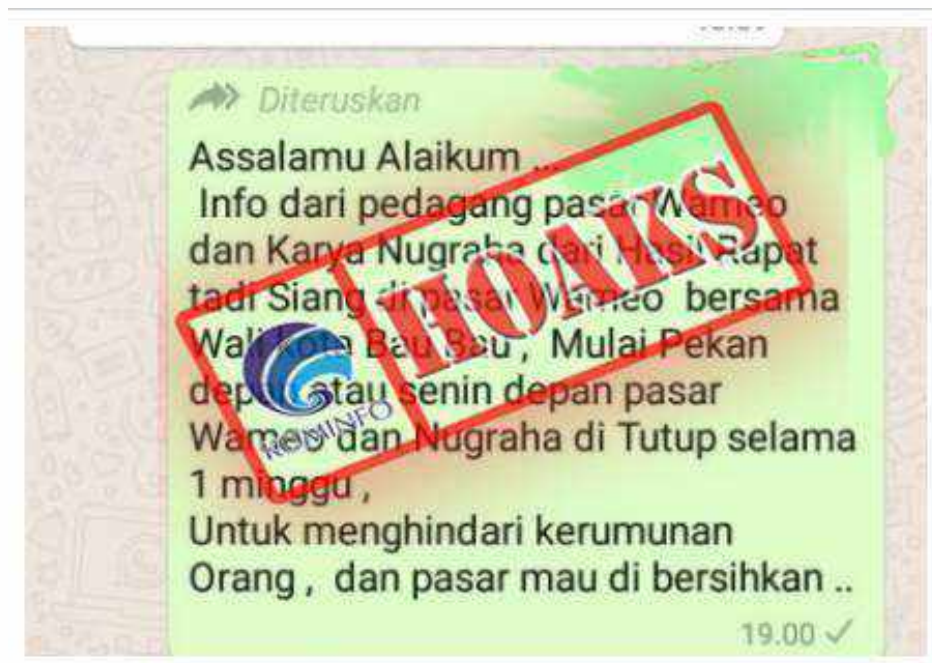 Diteruskan
Assalamu Alaikum ....
Info dari pedagang pasar Wameo
dan Karya Nugraha dari Hasil Rapat
tadi Siang di pasar Wameo bersama
Wali kota Bau Bau , Mulai Pekan
depan atau senin depan pasar
Wameo dan Nugraha di Tutup selama
1 minggu ,
Untuk menghindari kerumunan
Orang , dan pasar mau di bersihkan ..
19.00
HOAKS
KOMINFO